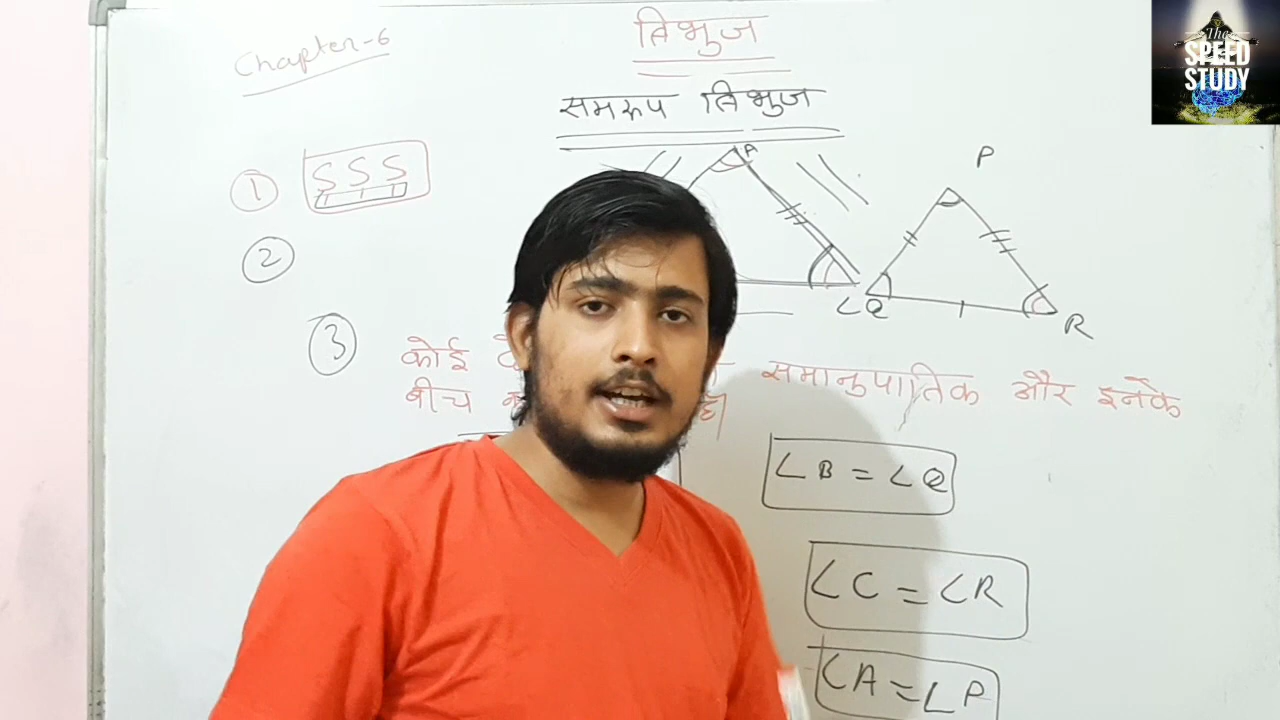 The
SPEED
STUDY
Chapter-6
त्रिभुज
समरूप त्रिभुज
① SSS
②
A
P
C Q
R
③ कोई समानुपातिक और इनके
बीच
∠B = ∠Q
∠C = ∠R
∠A = ∠P